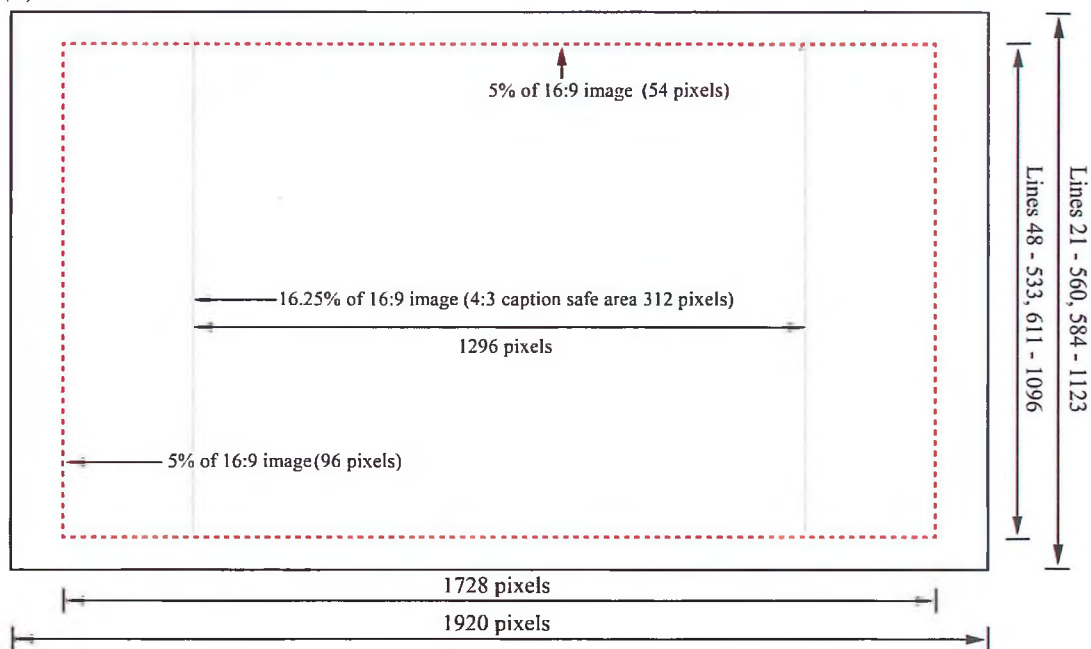 5% of 16:9 image (54 pixels)
16.25% of 16:9 image (4:3 caption safe area 312 pixels)
1296 pixels
5% of 16:9 image (96 pixels)
Lines 48 - 533, 611 - 1096
Lines 21 - 560, 584 - 1123
1728 pixels
1920 pixels